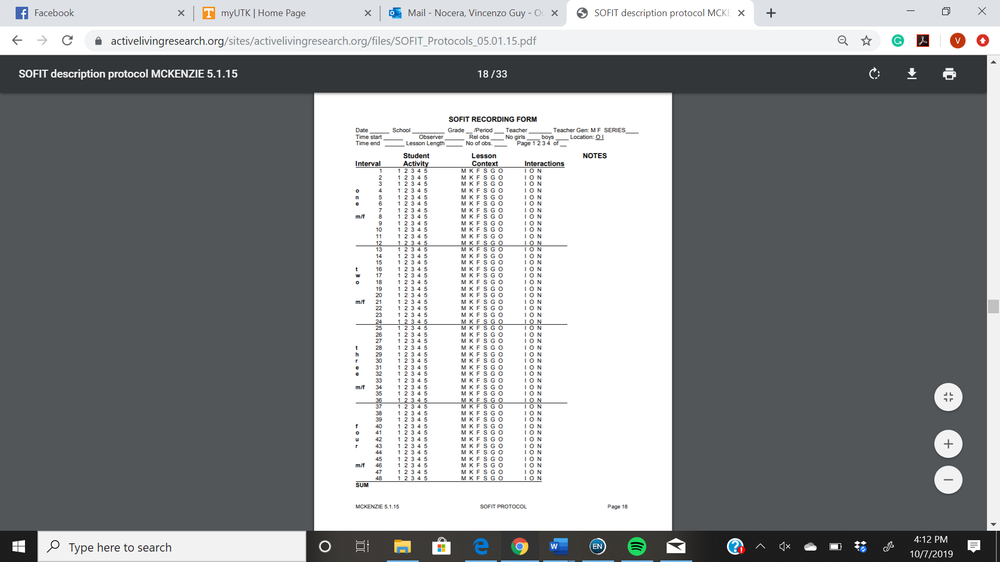 Facebook
myUTK | Home Page
Mail - Nocera, Vincenzo Guy - Ou
SOFIT description protocol MCKE
activelivingresearch.org/sites/activelivingresearch.org/files/SOFIT_Protocols_05.01.15.pdf
V
SOFIT description protocol MCKENZIE 5.1.15
18 / 33
SOFIT RECORDING FORM
Date ______ School __________ Grade __ /Period ___ Teacher _______ Teacher Gen: M F SERIES____
Time start ______ Observer ______ Rel obs ____ No girls ____ boys ____ Location: O I
Time end ______ Lesson Length _____ No of obs. ____ Page 1 2 3 4 of __
Student Lesson NOTES
Interval Activity Context Interactions
1 1 2 3 4 5 M K F S G O I O N
2 1 2 3 4 5 M K F S G O I O N
3 1 2 3 4 5 M K F S G O I O N
o 4 1 2 3 4 5 M K F S G O I O N
n 5 1 2 3 4 5 M K F S G O I O N
e 6 1 2 3 4 5 M K F S G O I O N
7 1 2 3 4 5 M K F S G O I O N
m/f 8 1 2 3 4 5 M K F S G O I O N
9 1 2 3 4 5 M K F S G O I O N
10 1 2 3 4 5 M K F S G O I O N
11 1 2 3 4 5 M K F S G O I O N
12 1 2 3 4 5 M K F S G O I O N
13 1 2 3 4 5 M K F S G O I O N
14 1 2 3 4 5 M K F S G O I O N
15 1 2 3 4 5 M K F S G O I O N
t 16 1 2 3 4 5 M K F S G O I O N
w 17 1 2 3 4 5 M K F S G O I O N
o 18 1 2 3 4 5 M K F S G O I O N
19 1 2 3 4 5 M K F S G O I O N
20 1 2 3 4 5 M K F S G O I O N
m/f 21 1 2 3 4 5 M K F S G O I O N
22 1 2 3 4 5 M K F S G O I O N
23 1 2 3 4 5 M K F S G O I O N
24 1 2 3 4 5 M K F S G O I O N
25 1 2 3 4 5 M K F S G O I O N
26 1 2 3 4 5 M K F S G O I O N
27 1 2 3 4 5 M K F S G O I O N
t 28 1 2 3 4 5 M K F S G O I O N
h 29 1 2 3 4 5 M K F S G O I O N
r 30 1 2 3 4 5 M K F S G O I O N
e 31 1 2 3 4 5 M K F S G O I O N
e 32 1 2 3 4 5 M K F S G O I O N
33 1 2 3 4 5 M K F S G O I O N
m/f 34 1 2 3 4 5 M K F S G O I O N
35 1 2 3 4 5 M K F S G O I O N
36 1 2 3 4 5 M K F S G O I O N
37 1 2 3 4 5 M K F S G O I O N
38 1 2 3 4 5 M K F S G O I O N
39 1 2 3 4 5 M K F S G O I O N
f 40 1 2 3 4 5 M K F S G O I O N
o 41 1 2 3 4 5 M K F S G O I O N
u 42 1 2 3 4 5 M K F S G O I O N
r 43 1 2 3 4 5 M K F S G O I O N
44 1 2 3 4 5 M K F S G O I O N
45 1 2 3 4 5 M K F S G O I O N
m/f 46 1 2 3 4 5 M K F S G O I O N
47 1 2 3 4 5 M K F S G O I O N
48 1 2 3 4 5 M K F S G O I O N
SUM
MCKENZIE 5.1.15 SOFIT PROTOCOL Page 18
Type here to search
EN
4:12 PM
10/7/2019